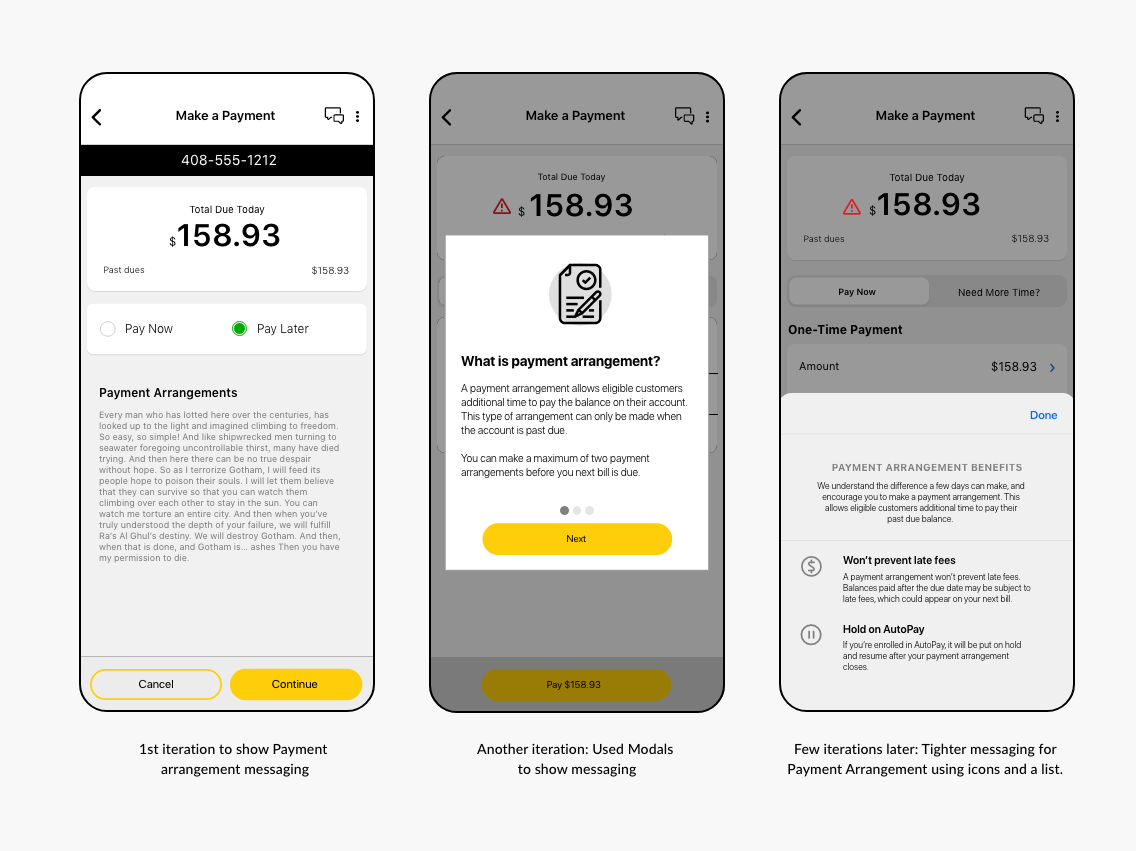 Make a Payment
408-555-1212
Total Due Today
$158.93
Past dues $158.93
Pay Now Pay Later
Payment Arrangements
Every man who has lotted here over the centuries, has
looked up to the light and imagined climbing to freedom.
So easy, so simple! And like shipwrecked men turning to
seawater foregoing uncontrollable thirst, many have died
trying. And then here there can be no true despair
without hope. So as I terrorize Gotham, I will feed its
people hope to poison their souls. I will let them believe
that they can survive so that you can watch them
climbing over each other to stay in the sun. You can
watch me torture an entire city. And then when you've
truly understood the depth of your failure, we will fulfill
Ra's Al Ghul's destiny. We will destroy Gotham. And then,
when that is done, and Gotham is... ashes Then you have
my permission to die.
Cancel Continue
1st iteration to show Payment
arrangement messaging
Make a Payment
Total Due Today
$158.93
What is payment arrangement?
A payment arrangement allows eligible customers
additional time to pay the balance on their account.
This type of arrangement can only be made when
the account is past due.
You can make a maximum of two payment
arrangements before you next bill is due.
Next
Pay $158.93
Another iteration: Used Modals
to show messaging
Make a Payment
Total Due Today
$158.93
Past dues $158.93
Pay Now Need More Time?
One-Time Payment
Amount $158.93
Done
PAYMENT ARRANGEMENT BENEFITS
We understand the difference a few days can make, and
encourage you to make a payment arrangement. This
allows eligible customers additional time to pay their
past due balance.
Won't prevent late fees
A payment arrangement won't prevent late fees.
Balances paid after the due date may be subject to
late fees, which could appear on your next bill.
Hold on AutoPay
If you're enrolled in AutoPay, it will be put on hold
and resume after your payment arrangement
closes.
Few iterations later: Tighter messaging for
Payment Arrangement using icons and a list.